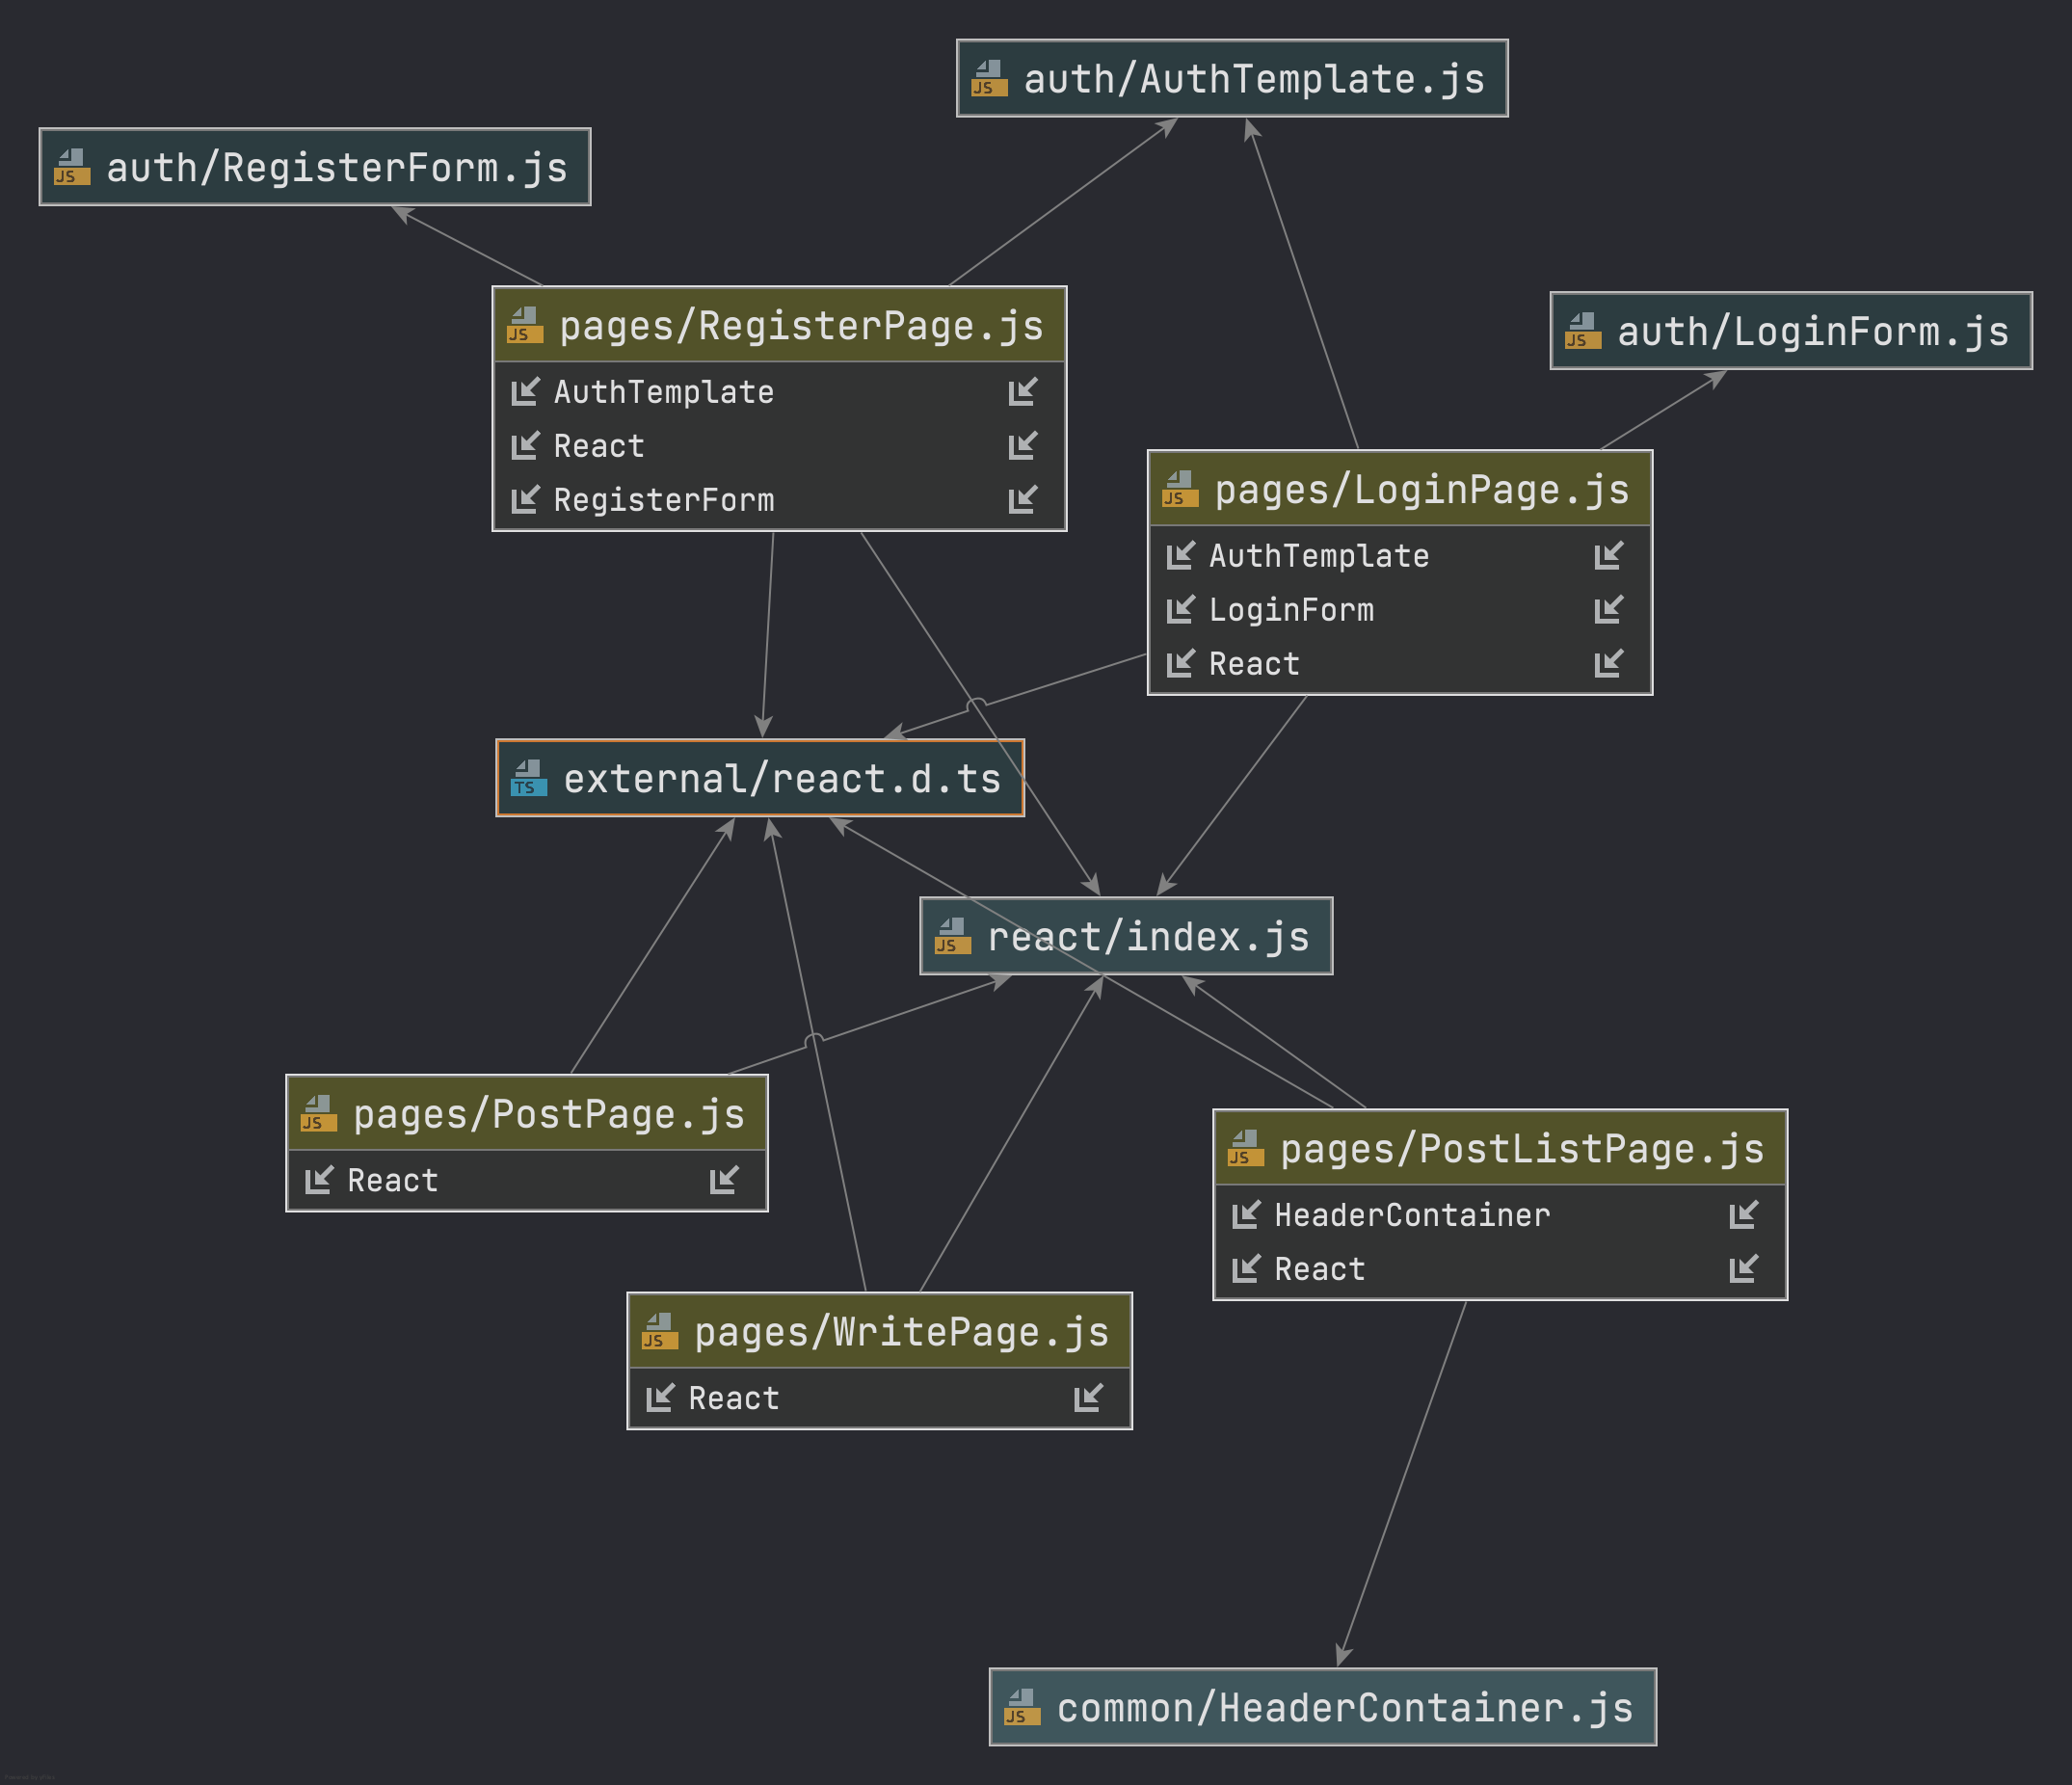 JS auth/AuthTemplate.js
JS auth/RegisterForm.js
JS pages/RegisterPage.js
AuthTemplate
React
RegisterForm
JS auth/LoginForm.js
JS pages/LoginPage.js
AuthTemplate
LoginForm
React
TS external/react.d.ts
JS react/index.js
JS pages/PostPage.js
React
JS pages/PostListPage.js
HeaderContainer
React
JS pages/WritePage.js
React
JS common/HeaderContainer.js